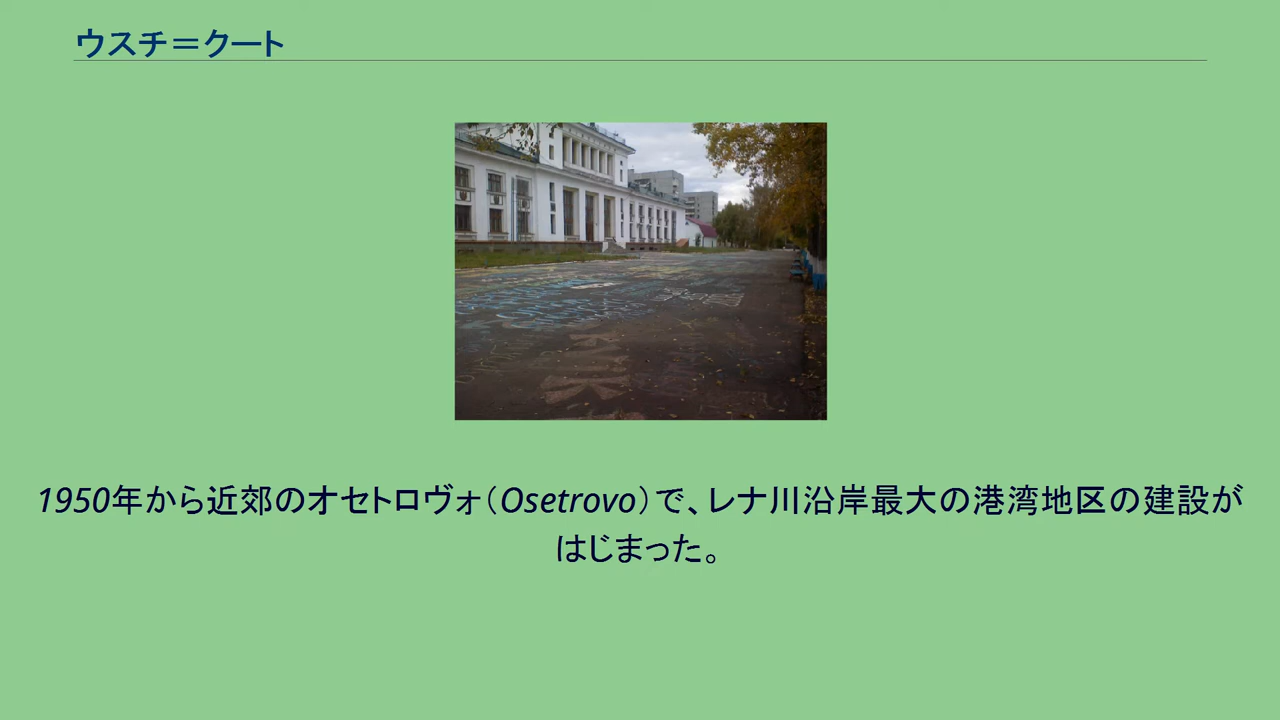 ウスチ＝クート
1950年から近郊のオセトロヴォ（Osetrovo）で、レナ川沿岸最大の港湾地区の建設が
はじまった。